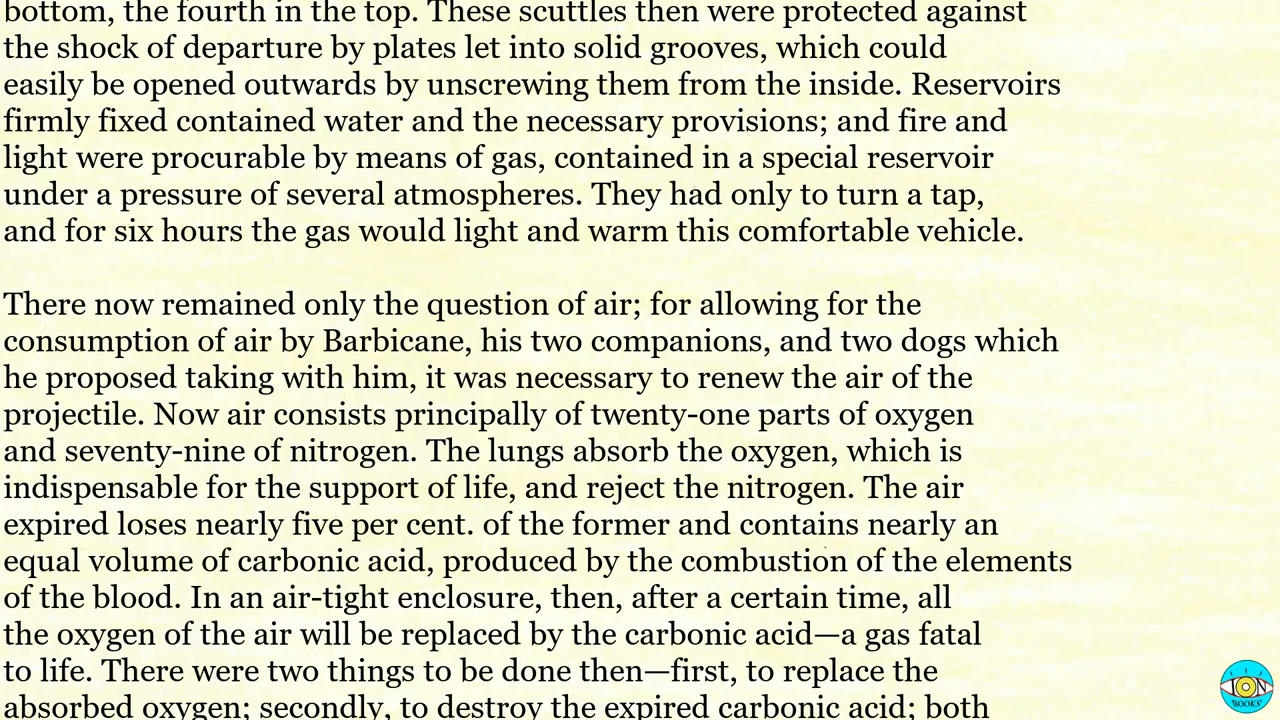 bottom, the fourth in the top. These scuttles then were protected against
the shock of departure by plates let into solid grooves, which could
easily be opened outwards by unscrewing them from the inside. Reservoirs
firmly fixed contained water and the necessary provisions; and fire and
light were procurable by means of gas, contained in a special reservoir
under a pressure of several atmospheres. They had only to turn a tap,
and for six hours the gas would light and warm this comfortable vehicle.
There now remained only the question of air; for allowing for the
consumption of air by Barbicane, his two companions, and two dogs which
he proposed taking with him, it was necessary to renew the air of the
projectile. Now air consists principally of twenty-one parts of oxygen
and seventy-nine of nitrogen. The lungs absorb the oxygen, which is
indispensable for the support of life, and reject the nitrogen. The air
expired loses nearly five per cent. of the former and contains nearly an
equal volume of carbonic acid, produced by the combustion of the elements
of the blood. In an air-tight enclosure, then, after a certain time, all
the oxygen of the air will be replaced by the carbonic acid—a gas fatal
to life. There were two things to be done then—first, to replace the
absorbed oxygen; secondly, to destroy the expired carbonic acid; both
ION
BOOKS